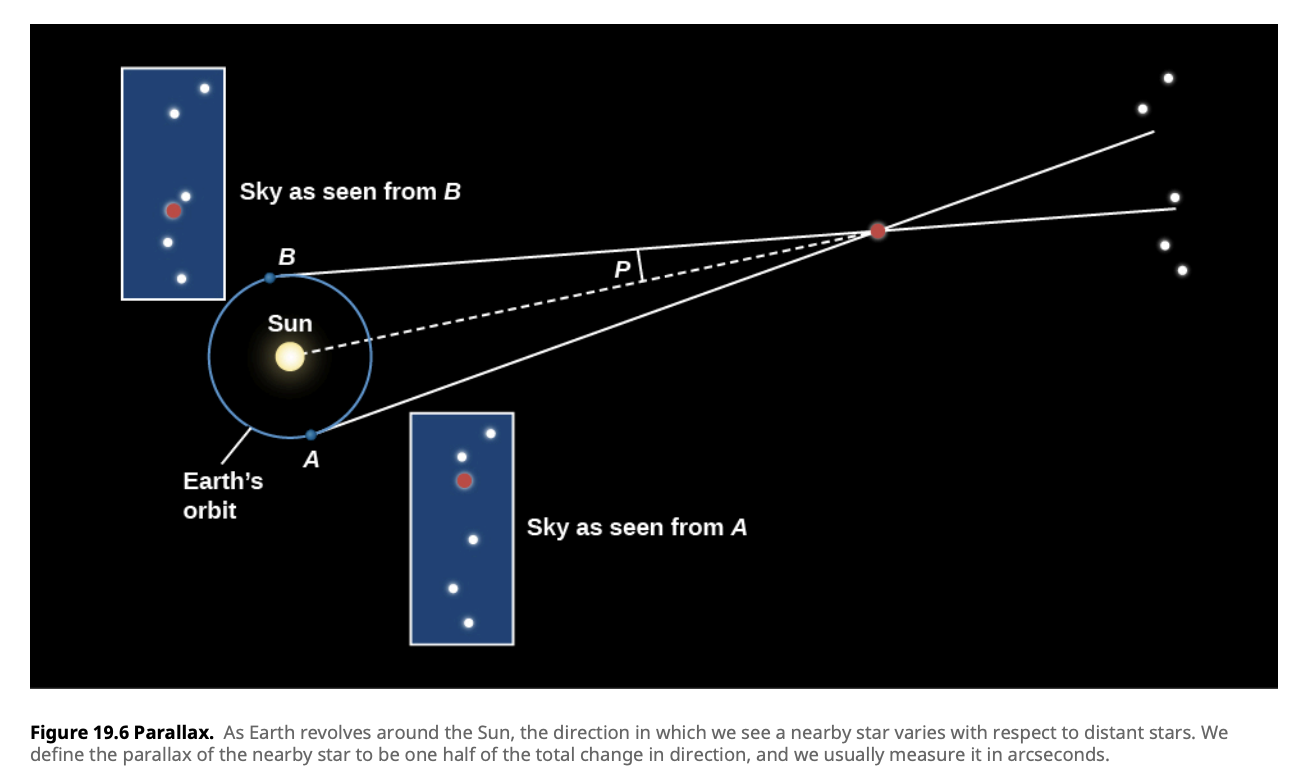 Sky as seen from B
B
P
Sun
A
Earth’s
orbit
Sky as seen from A
Figure 19.6 Parallax. As Earth revolves around the Sun, the direction in which we see a nearby star varies with respect to distant stars. We
define the parallax of the nearby star to be one half of the total change in direction, and we usually measure it in arcseconds.